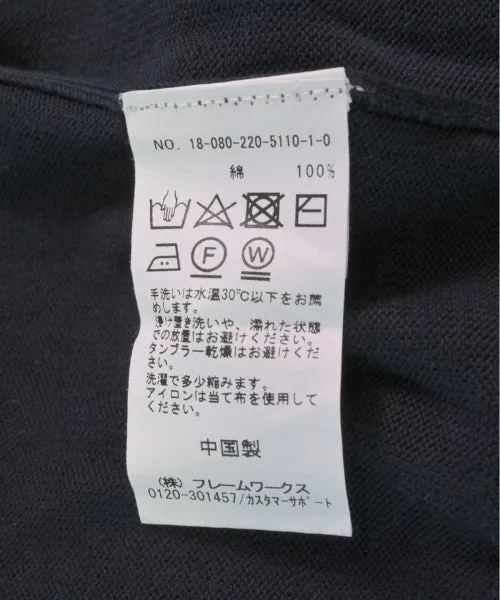 NO. 18-080-220-5110-1-0
綿 100%
F W
手洗いは水温30℃以下をお薦
めします。
浸け置き洗いや、濡れた状態
での放置はお避けください。
タンブラー乾燥はお避けくだ
さい。
洗濯で多少縮みます。
アイロンは当て布を使用して
ください。
中国製
(株) フレームワークス
0120-301457/カスタマーサポート